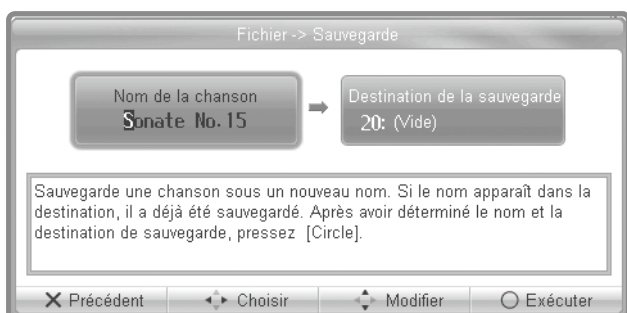 Fichier -> Sauvegarde
Nom de la chanson
Sonate No. 15
Destination de la sauvegarde
20: (Vide)
Sauvegarde une chanson sous un nouveau nom. Si le nom apparaît dans la
destination, il a déjà été sauvegardé. Après avoir déterminé le nom et la
destination de sauvegarde, pressez [Circle].
Précédent Choisir Modifier Exécuter